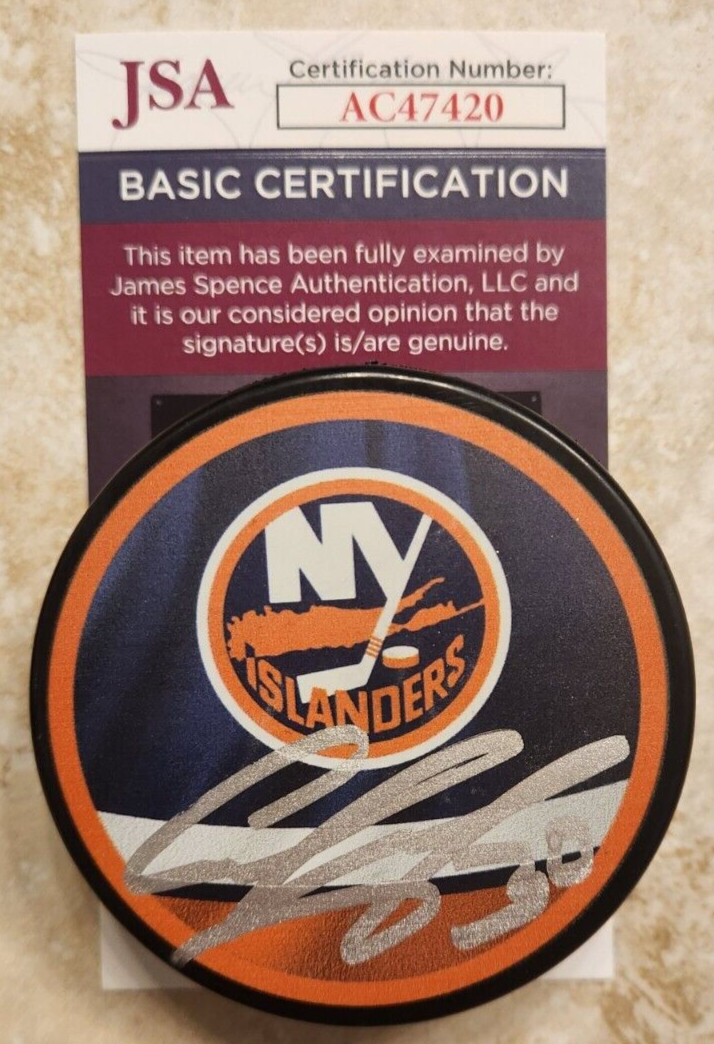 JSA
Certification Number:
AC47420
BASIC CERTIFICATION
This item has been fully examined by
James Spence Authentication, LLC and
it is our considered opinion that the
signature(s) is/are genuine.
NY
ISLANDERS
30